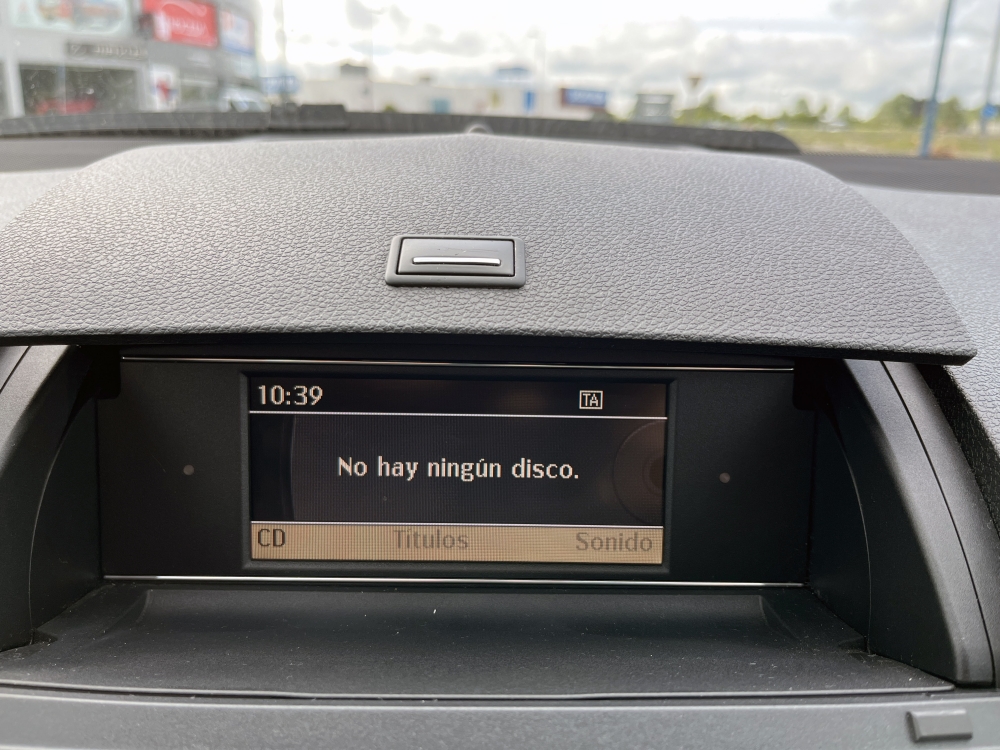 10:39 TA
No hay ningún disco.
CD Títulos Sonido